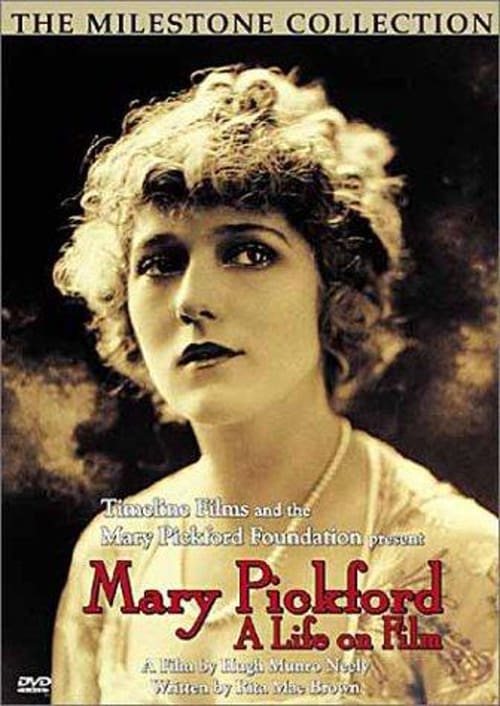 THE MILESTONE COLLECTION
Timeline Films and the
Mary Pickford Foundation present
Mary Pickford
A Life on Film
A Film by Hugh Munro Neely
Written by Rita Mae Brown
DVD